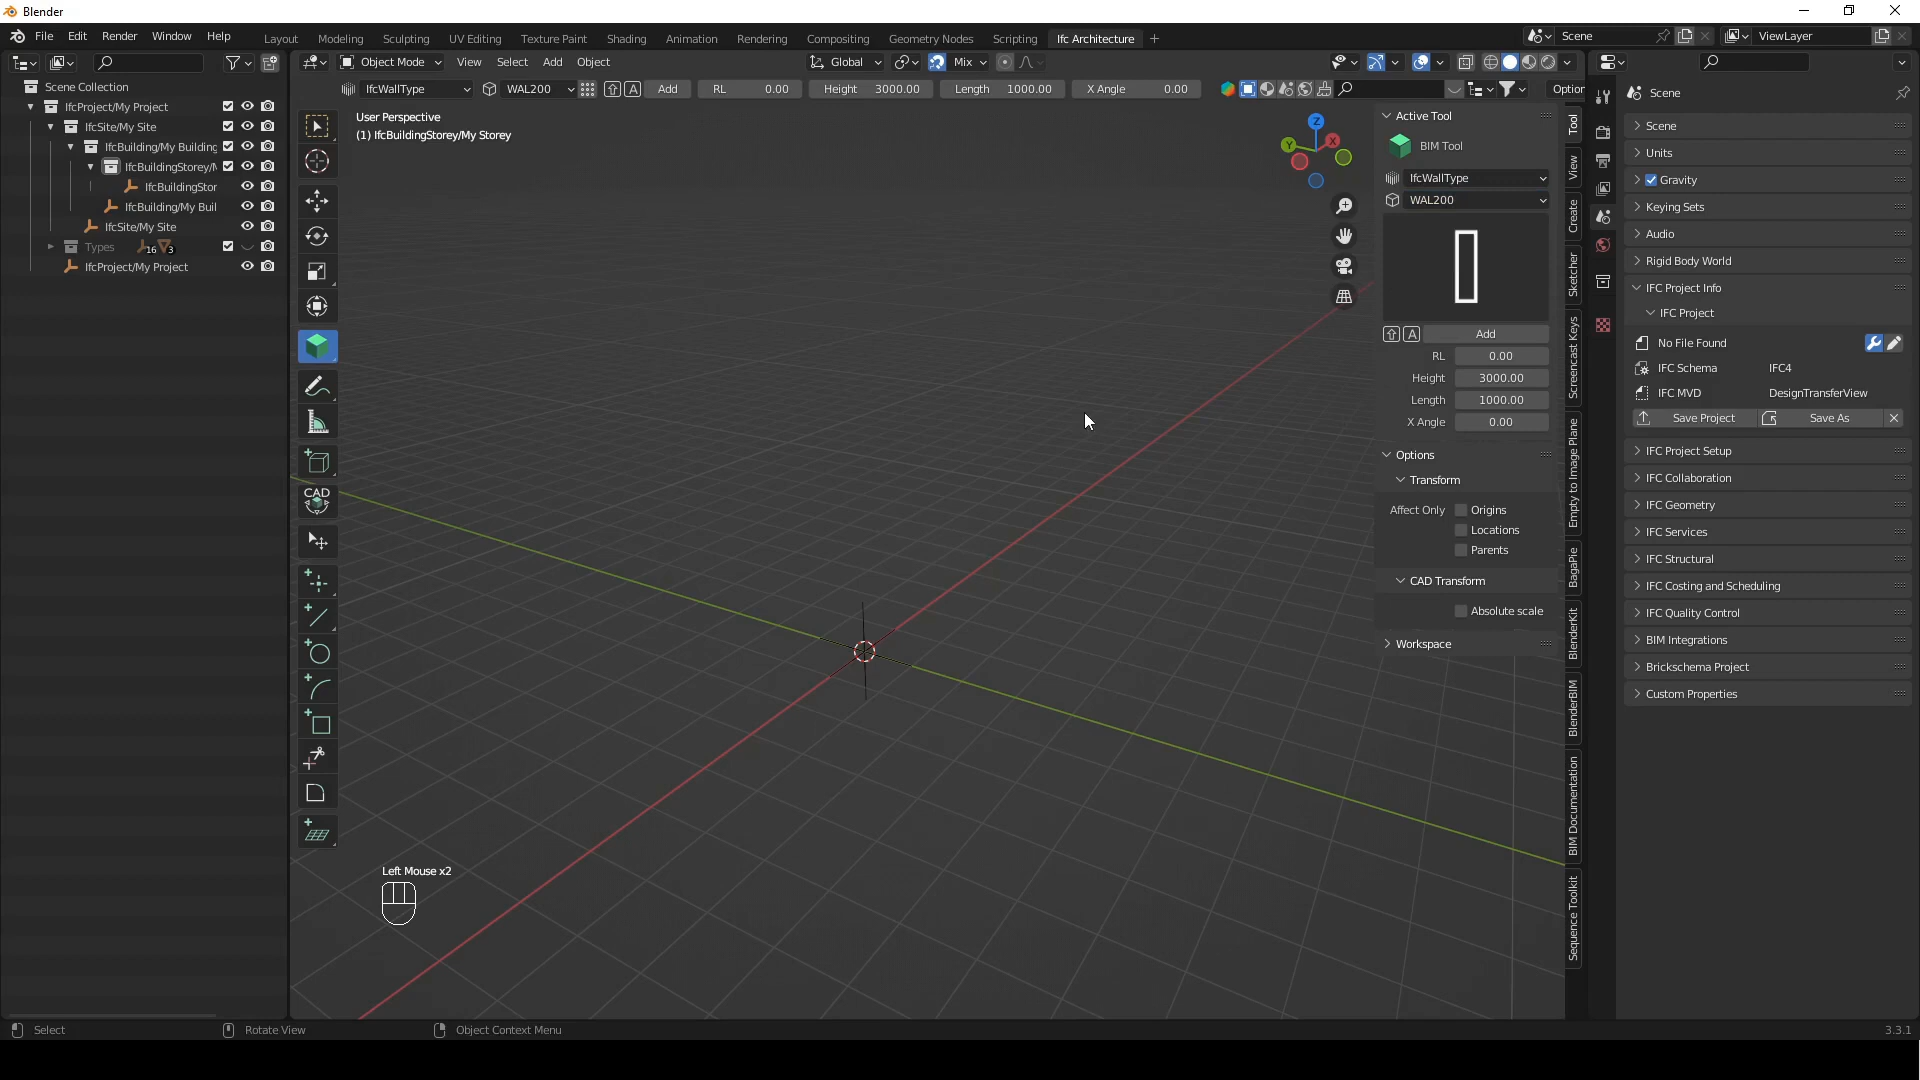 Blender
File Edit Render Window Help
Layout Modeling Sculpting UV Editing Texture Paint Shading Animation Rendering Compositing Geometry Nodes Scripting Ifc Architecture +
Scene ViewLayer
Object Mode View Select Add Object Global Mix
IfcWallType WAL200 A Add RL 0.00 Height 3000.00 Length 1000.00 X Angle 0.00 Option
Scene Collection
IfcProject/My Project
IfcSite/My Site
IfcBuilding/My Building
IfcBuildingStorey/M
IfcBuildingStor
IfcBuilding/My Buil
IfcSite/My Site
Types 16 3
IfcProject/My Project
User Perspective
(1) IfcBuildingStorey/My Storey
CAD
Z
Y
X
Left Mouse x2
Active Tool
BIM Tool
IfcWallType
WAL200
A Add
RL 0.00
Height 3000.00
Length 1000.00
X Angle 0.00
Options
Transform
Affect Only Origins
Locations
Parents
CAD Transform
Absolute scale
Workspace
Tool
View
Create
Sketcher
Screencast Keys
Empty to Image Plane
BagaPie
BlenderKit
BlenderBIM
BIM Documentation
Sequence Toolkit
Scene
Scene
Units
Gravity
Keying Sets
Audio
Rigid Body World
IFC Project Info
IFC Project
No File Found
IFC Schema IFC4
IFC MVD DesignTransferView
Save Project Save As
IFC Project Setup
IFC Collaboration
IFC Geometry
IFC Services
IFC Structural
IFC Costing and Scheduling
IFC Quality Control
BIM Integrations
Brickschema Project
Custom Properties
Select Rotate View Object Context Menu 3.3.1